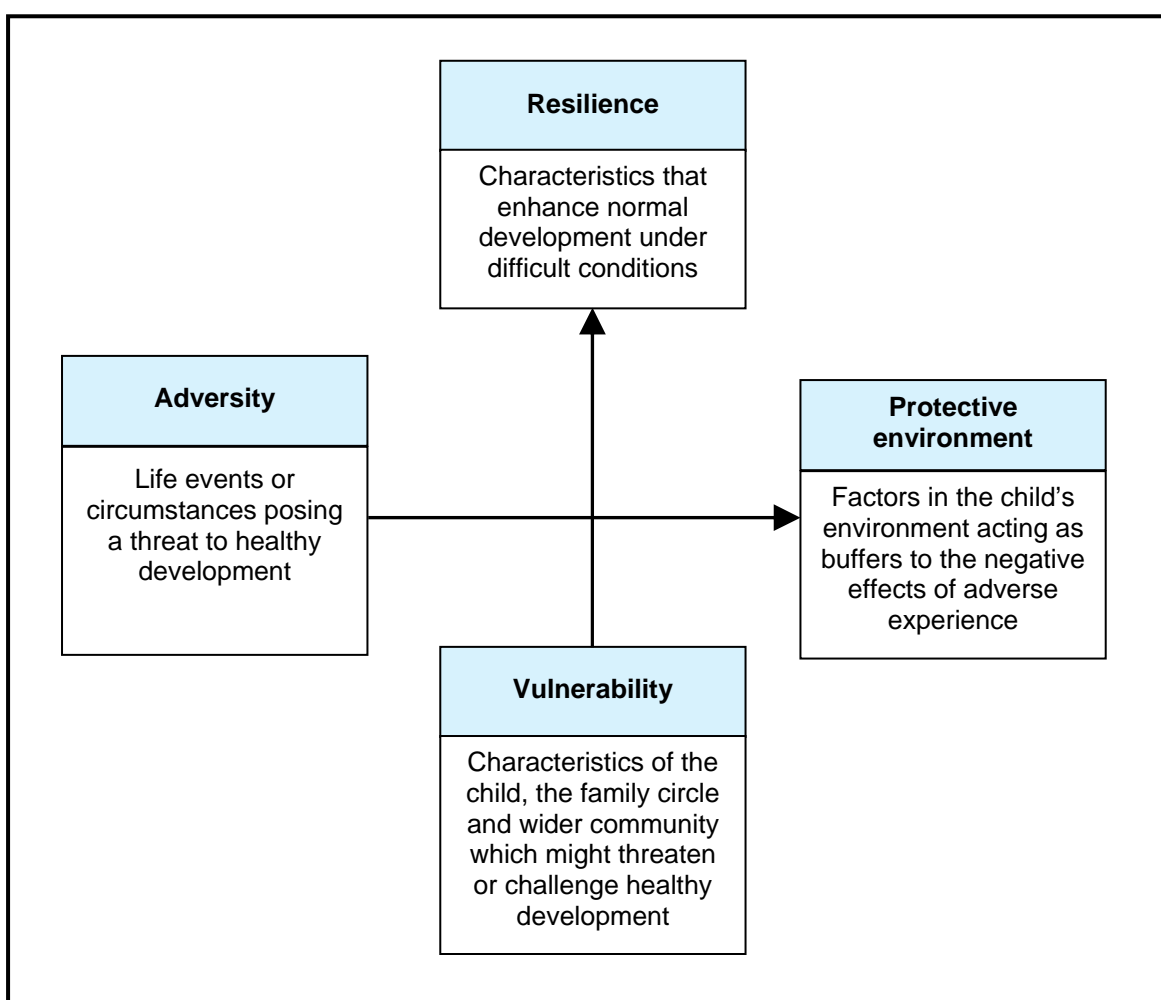 Resilience
Characteristics that
enhance normal
development under
difficult conditions
Adversity
Life events or
circumstances posing
a threat to healthy
development
Protective
environment
Factors in the child’s
environment acting as
buffers to the negative
effects of adverse
experience
Vulnerability
Characteristics of the
child, the family circle
and wider community
which might threaten
or challenge healthy
development